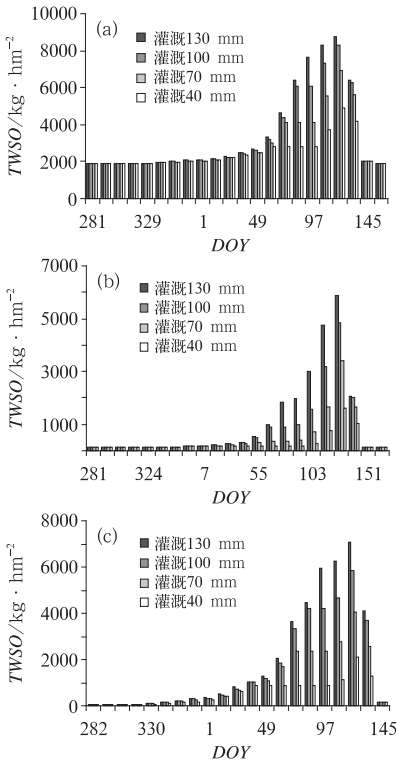 (a)
10000
8000
6000
4000
2000
0
TWSO/kg · hm⁻²
灌溉130 mm
灌溉100 mm
灌溉70 mm
灌溉40 mm
281 329 1 49 97 145
DOY
(b)
7000
5000
3000
1000
TWSO/kg · hm⁻²
灌溉130 mm
灌溉100 mm
灌溉70 mm
灌溉40 mm
281 324 7 55 103 151
DOY
(c)
8000
6000
4000
2000
0
TWSO/kg · hm⁻²
灌溉130 mm
灌溉100 mm
灌溉70 mm
灌溉40 mm
282 330 1 49 97 145
DOY